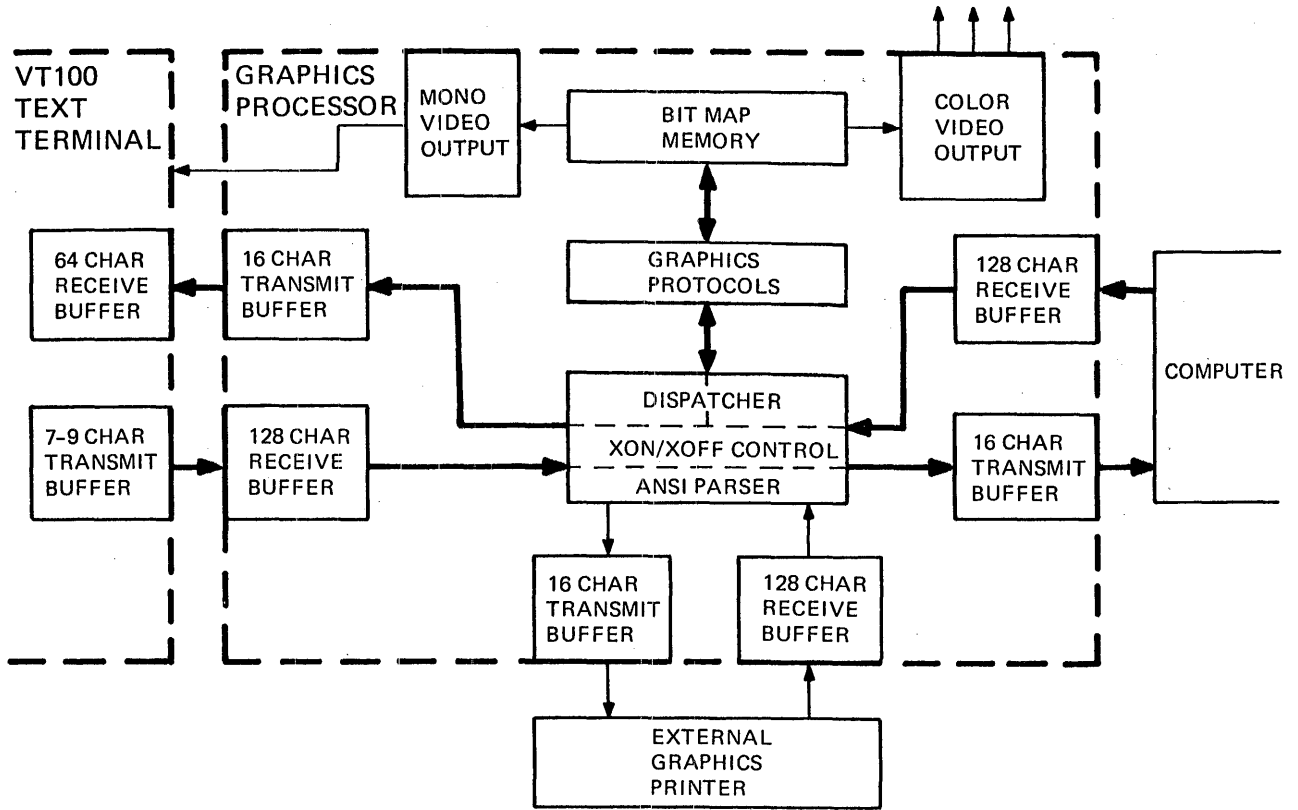 VT100
TEXT
TERMINAL
GRAPHICS
PROCESSOR
MONO
VIDEO
OUTPUT
BIT MAP
MEMORY
COLOR
VIDEO
OUTPUT
64 CHAR
RECEIVE
BUFFER
16 CHAR
TRANSMIT
BUFFER
GRAPHICS
PROTOCOLS
128 CHAR
RECEIVE
BUFFER
COMPUTER
7-9 CHAR
TRANSMIT
BUFFER
128 CHAR
RECEIVE
BUFFER
DISPATCHER
XON/XOFF CONTROL
ANSI PARSER
16 CHAR
TRANSMIT
BUFFER
16 CHAR
TRANSMIT
BUFFER
128 CHAR
RECEIVE
BUFFER
EXTERNAL
GRAPHICS
PRINTER